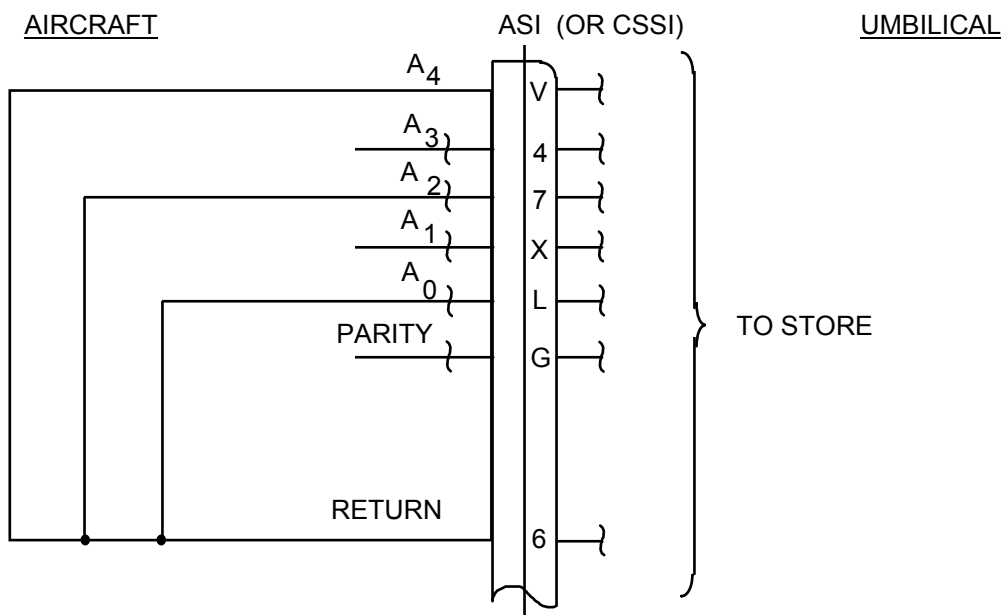 AIRCRAFT ASI (OR CSSI) UMBILICAL
A4 V
A3 4
A2 7
A1 X
A0 L
PARITY G
TO STORE
RETURN 6